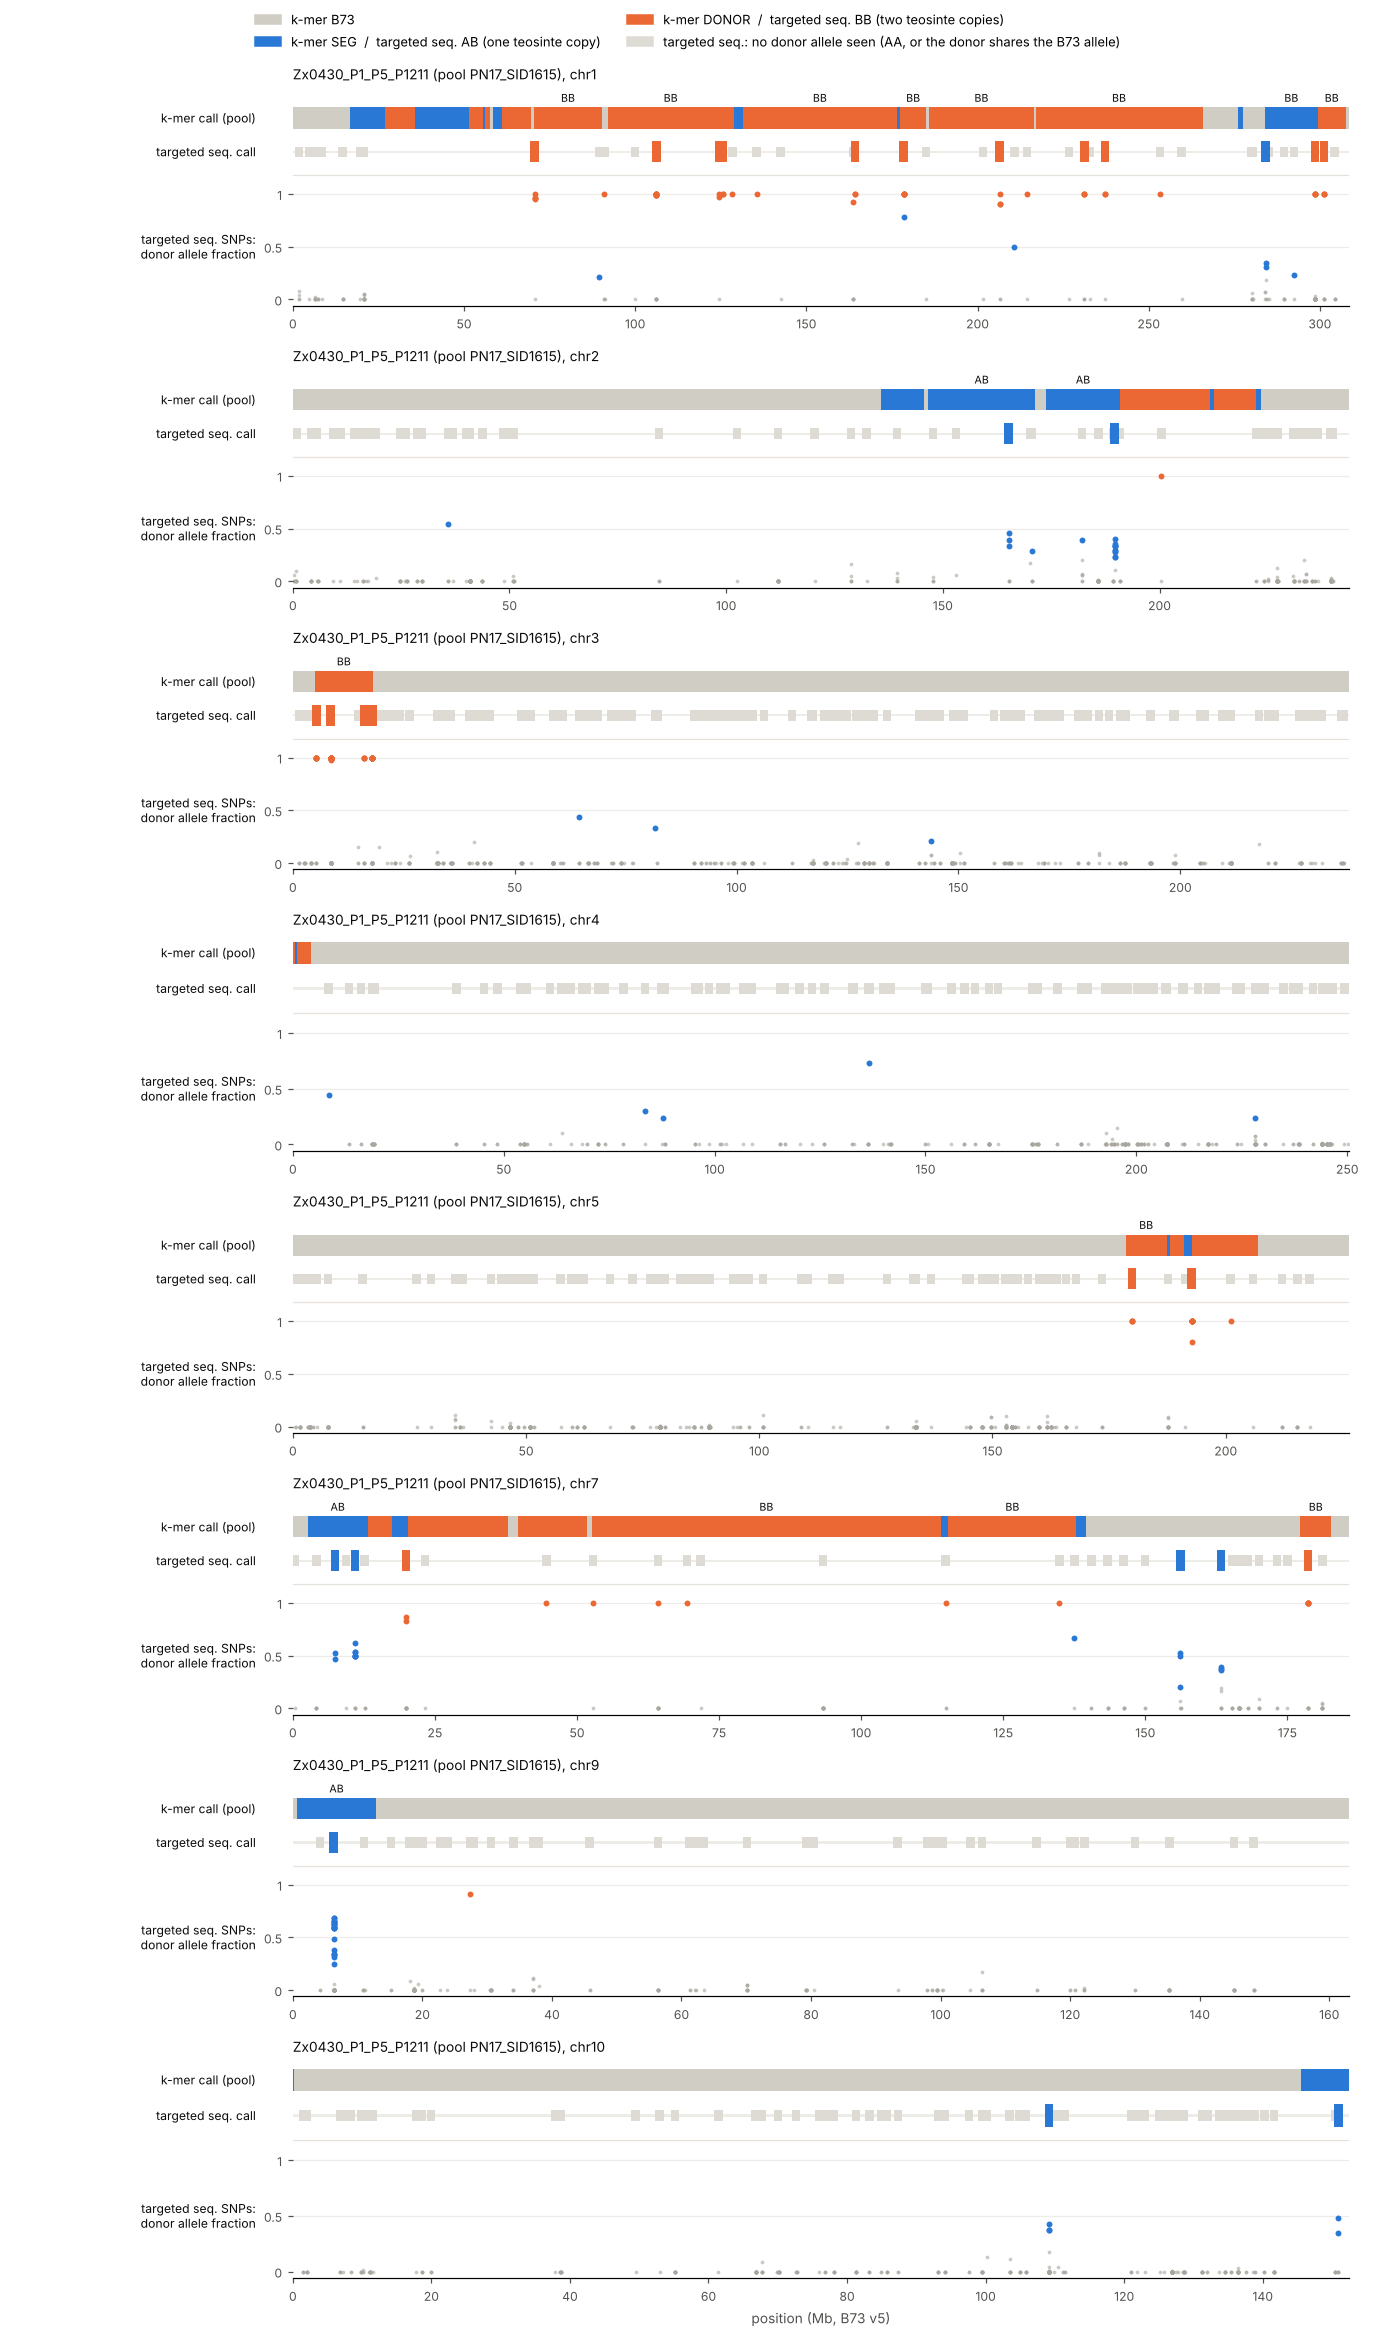 k-mer B73
k-mer DONOR / targeted seq. BB (two teosinte copies)
k-mer SEG / targeted seq. AB (one teosinte copy)
targeted seq.: no donor allele seen (AA, or the donor shares the B73 allele)
Zx0430_P1_P5_P1211 (pool PN17_SID1615), chr1
BB BB BB BB BB BB BB BB
k-mer call (pool)
targeted seq. call
1
targeted seq. SNPs:
donor allele fraction
0.5
0
0 50 100 150 200 250 300
Zx0430_P1_P5_P1211 (pool PN17_SID1615), chr2
AB AB
k-mer call (pool)
targeted seq. call
1
targeted seq. SNPs:
donor allele fraction
0.5
0
0 50 100 150 200
Zx0430_P1_P5_P1211 (pool PN17_SID1615), chr3
BB
k-mer call (pool)
targeted seq. call
1
targeted seq. SNPs:
donor allele fraction
0.5
0
0 50 100 150 200
Zx0430_P1_P5_P1211 (pool PN17_SID1615), chr4
k-mer call (pool)
targeted seq. call
1
targeted seq. SNPs:
donor allele fraction
0.5
0
0 50 100 150 200 250
Zx0430_P1_P5_P1211 (pool PN17_SID1615), chr5
BB
k-mer call (pool)
targeted seq. call
1
targeted seq. SNPs:
donor allele fraction
0.5
0
0 50 100 150 200
Zx0430_P1_P5_P1211 (pool PN17_SID1615), chr7
AB BB BB BB
k-mer call (pool)
targeted seq. call
1
targeted seq. SNPs:
donor allele fraction
0.5
0
0 25 50 75 100 125 150 175
Zx0430_P1_P5_P1211 (pool PN17_SID1615), chr9
AB
k-mer call (pool)
targeted seq. call
1
targeted seq. SNPs:
donor allele fraction
0.5
0
0 20 40 60 80 100 120 140 160
Zx0430_P1_P5_P1211 (pool PN17_SID1615), chr10
k-mer call (pool)
targeted seq. call
1
targeted seq. SNPs:
donor allele fraction
0.5
0
0 20 40 60 80 100 120 140
position (Mb, B73 v5)